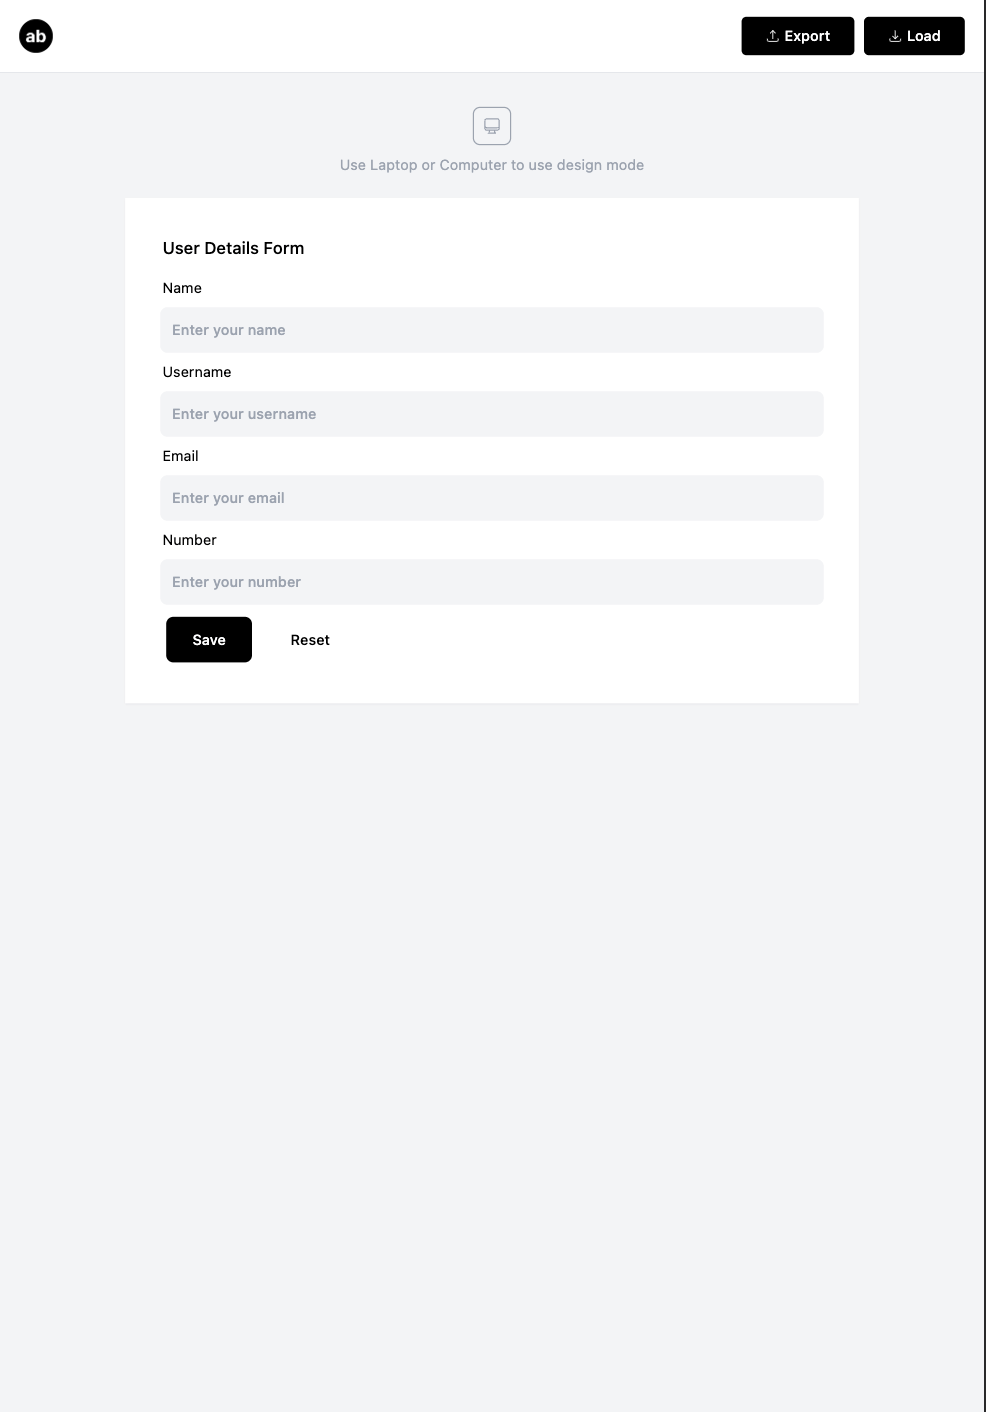 ab
Export
Load
Use Laptop or Computer to use design mode
User Details Form
Name
Enter your name
Username
Enter your username
Email
Enter your email
Number
Enter your number
Save
Reset